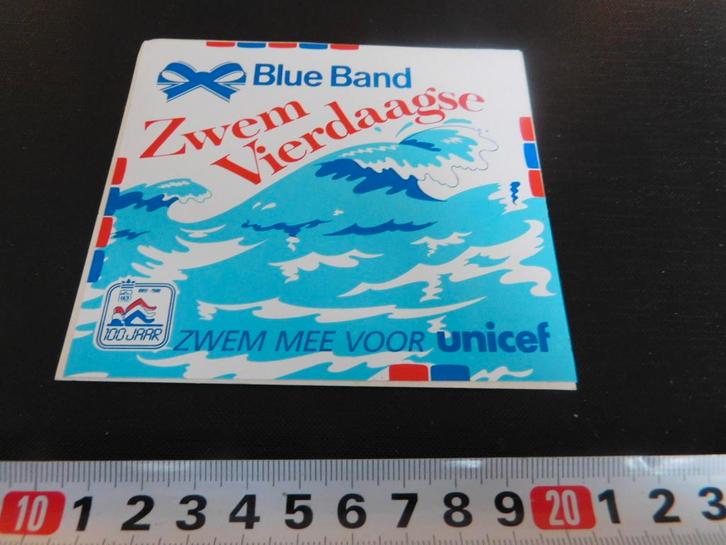 Blue Band
Zwem
Vierdaagse
100 JAAR
ZWEM MEE VOOR unicef
10 1 2 3 4 5 6 7 8 9 20 1 2 3